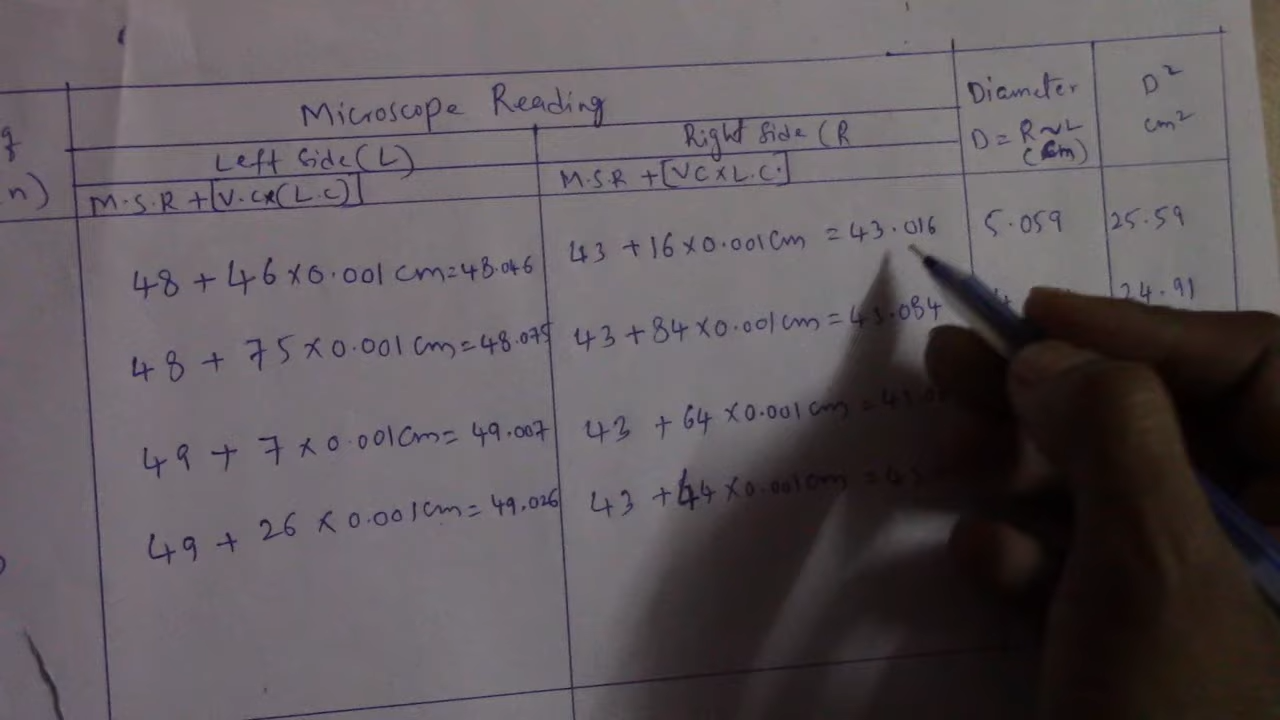 Microscope Reading
Diameter
D = R~L
(cm)
D²
cm²
Left Side (L)
Right Side (R
M.S.R + [V.C×(L.C)]
M.S.R + [VC×L.C.]
n)
48 + 46 × 0.001 cm = 48.046
43 + 16 × 0.001 cm = 43.016
5.059
25.59
48 + 75 × 0.001 cm = 48.075
43 + 84 × 0.001 cm = 43.084
24.91
49 + 7 × 0.001 cm = 49.007
43 + 64 × 0.001 cm =
49 + 26 × 0.001 cm = 49.026
43 + 44 × 0.001 cm =